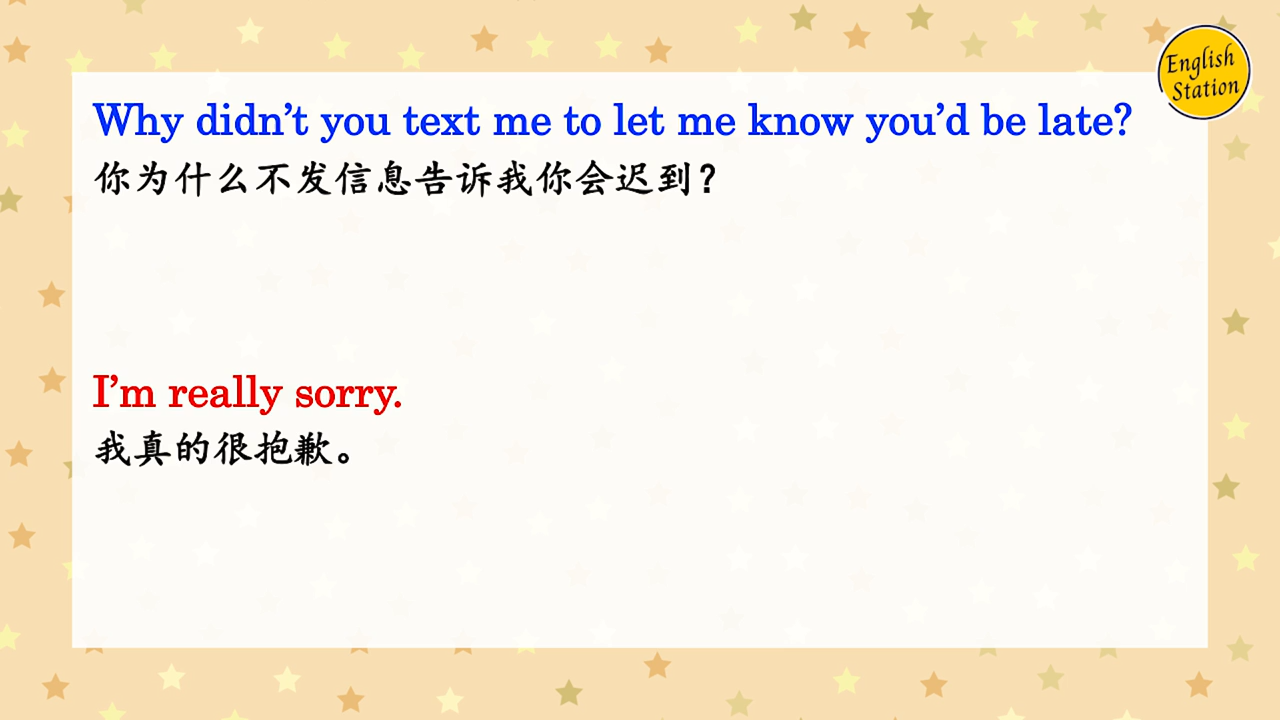 English
Station
Why didn’t you text me to let me know you’d be late?
你为什么不发信息告诉我你会迟到？
I’m really sorry.
我真的很抱歉。